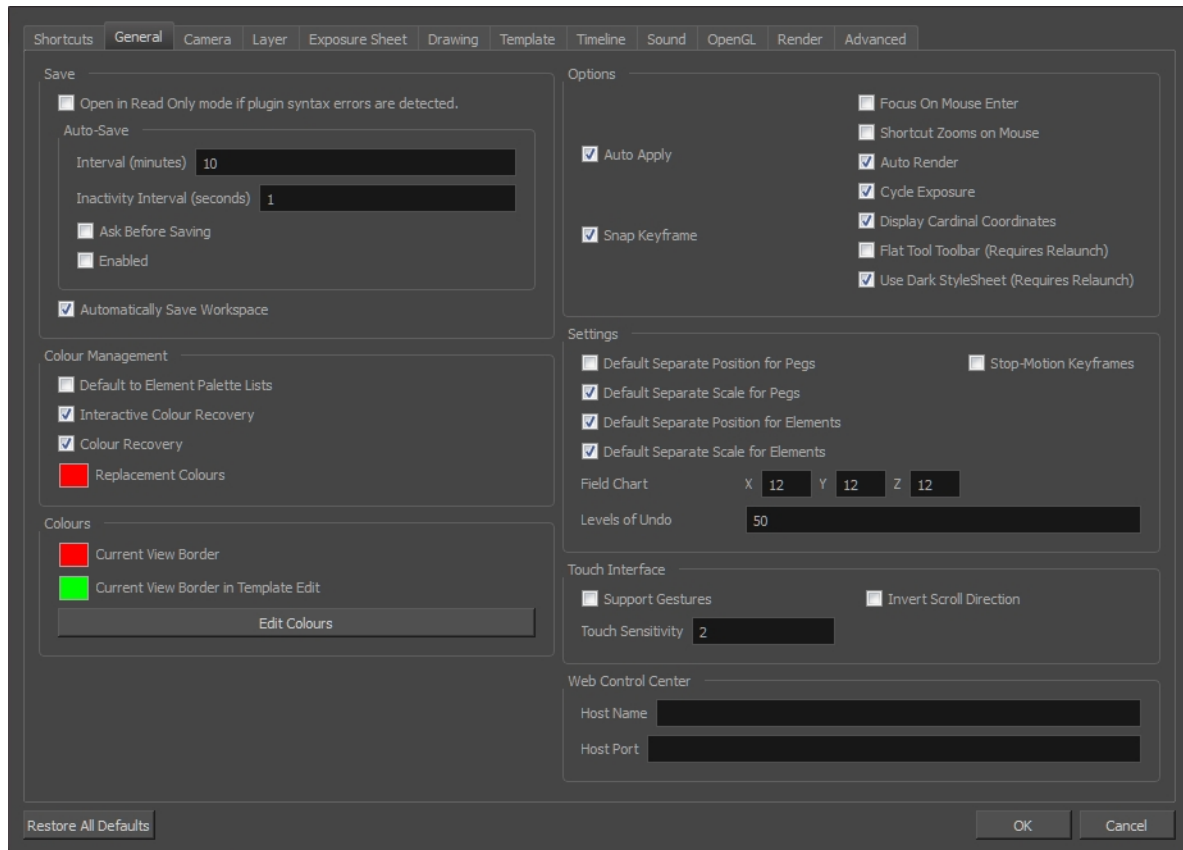 Shortcuts General Camera Layer Exposure Sheet Drawing Template Timeline Sound OpenGL Render Advanced
Save
Open in Read Only mode if plugin syntax errors are detected.
Auto-Save
Interval (minutes) 10
Inactivity Interval (seconds) 1
Ask Before Saving
Enabled
Automatically Save Workspace
Colour Management
Default to Element Palette Lists
Interactive Colour Recovery
Colour Recovery
Replacement Colours
Colours
Current View Border
Current View Border in Template Edit
Edit Colours
Options
Auto Apply
Snap Keyframe
Focus On Mouse Enter
Shortcut Zooms on Mouse
Auto Render
Cycle Exposure
Display Cardinal Coordinates
Flat Tool Toolbar (Requires Relaunch)
Use Dark StyleSheet (Requires Relaunch)
Settings
Default Separate Position for Pegs Stop-Motion Keyframes
Default Separate Scale for Pegs
Default Separate Position for Elements
Default Separate Scale for Elements
Field Chart X 12 Y 12 Z 12
Levels of Undo 50
Touch Interface
Support Gestures Invert Scroll Direction
Touch Sensitivity 2
Web Control Center
Host Name
Host Port
Restore All Defaults OK Cancel